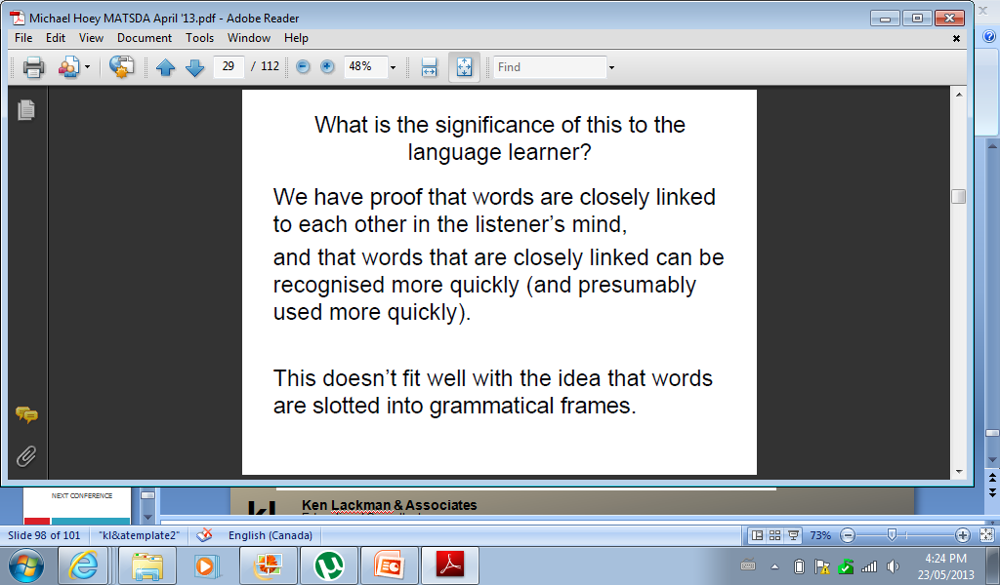 Michael Hoey MATSDA April '13.pdf - Adobe Reader
File Edit View Document Tools Window Help
29 / 112 48% Find
What is the significance of this to the
language learner?
We have proof that words are closely linked
to each other in the listener’s mind,
and that words that are closely linked can be
recognised more quickly (and presumably
used more quickly).
This doesn’t fit well with the idea that words
are slotted into grammatical frames.
NEXT CONFERENCE
kl Ken Lackman & Associates
Slide 98 of 101 "kl&atemplate2" English (Canada) 73%
4:24 PM
23/05/2013